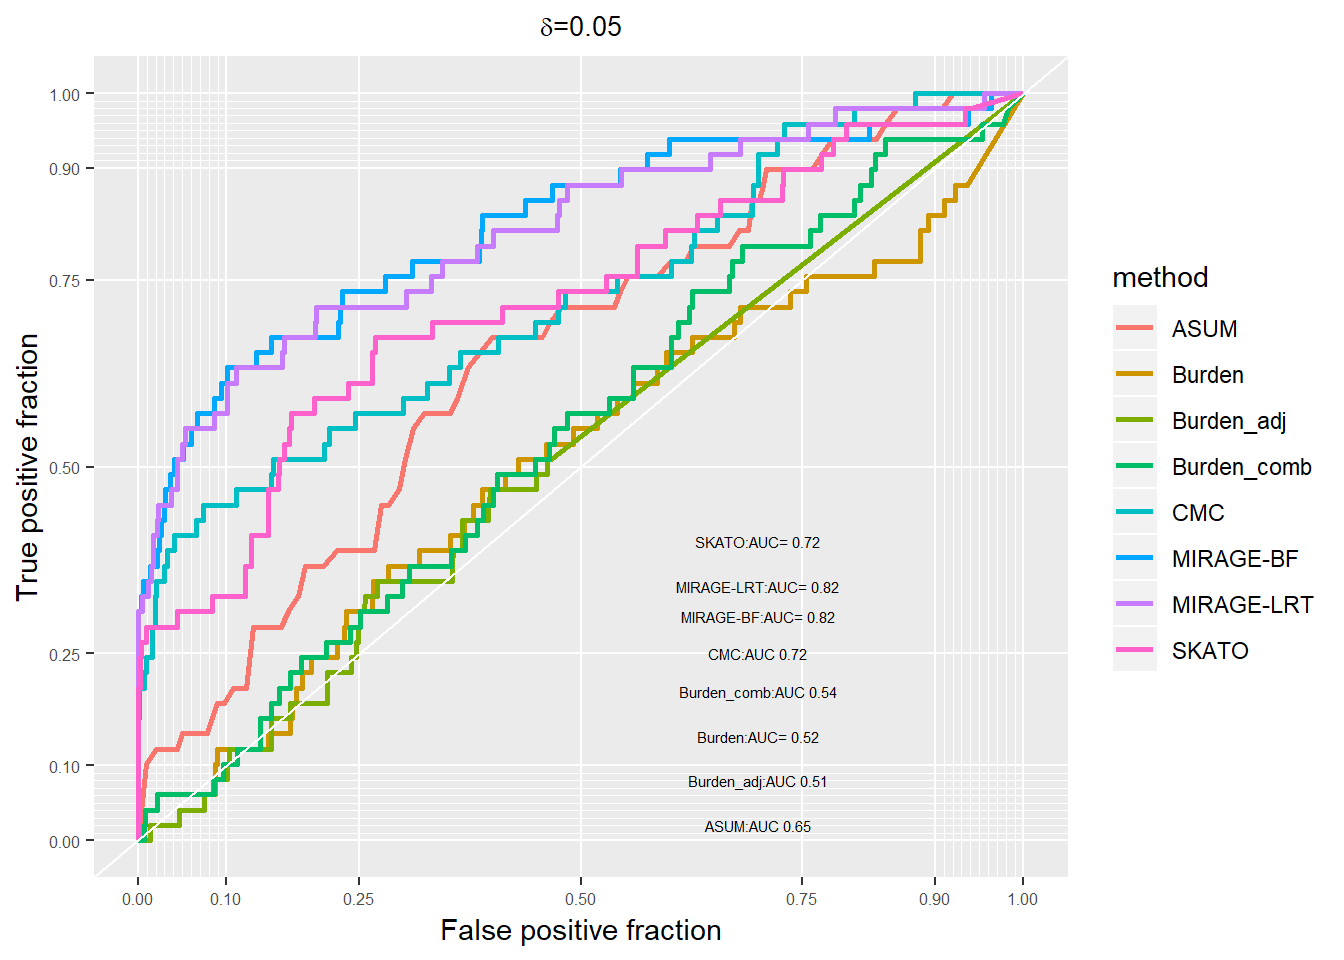 δ=0.05
True positive fraction
1.00
0.90
0.75
0.50
0.25
0.10
0.00
SKATO:AUC= 0.72
MIRAGE-LRT:AUC= 0.82
MIRAGE-BF:AUC= 0.82
CMC:AUC 0.72
Burden_comb:AUC 0.54
Burden:AUC= 0.52
Burden_adj:AUC 0.51
ASUM:AUC 0.65
0.00
0.10
0.25
0.50
0.75
0.90
1.00
False positive fraction
method
ASUM
Burden
Burden_adj
Burden_comb
CMC
MIRAGE-BF
MIRAGE-LRT
SKATO